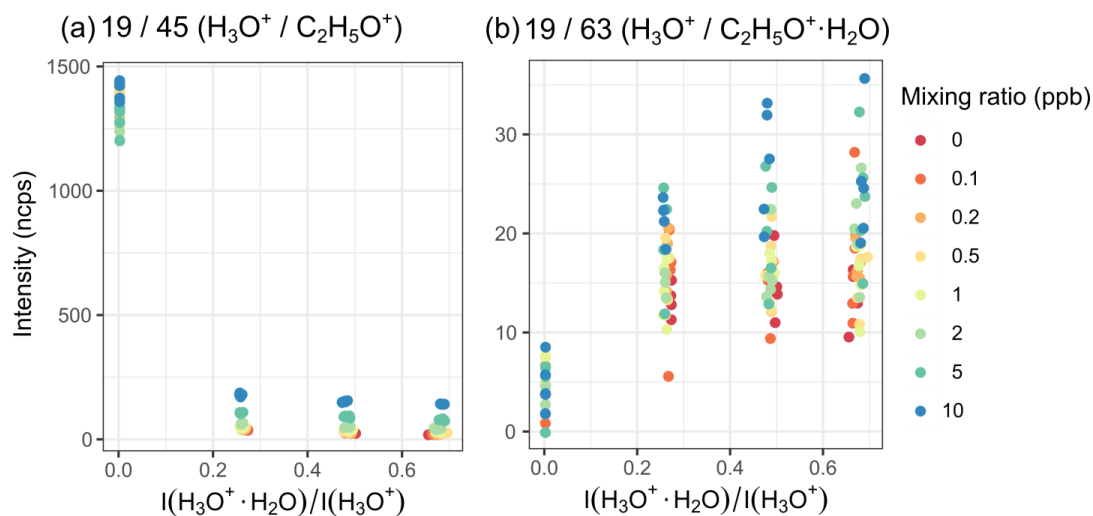 (a) 19 / 45 (H₃O⁺ / C₂H₅O⁺)
(b) 19 / 63 (H₃O⁺ / C₂H₅O⁺·H₂O)
Intensity (ncps)
1500
1000
500
0
0.0 0.2 0.4 0.6
I(H₃O⁺·H₂O)/I(H₃O⁺)
30
20
10
0
0.0 0.2 0.4 0.6
I(H₃O⁺·H₂O)/I(H₃O⁺)
Mixing ratio (ppb)
0
0.1
0.2
0.5
1
2
5
10